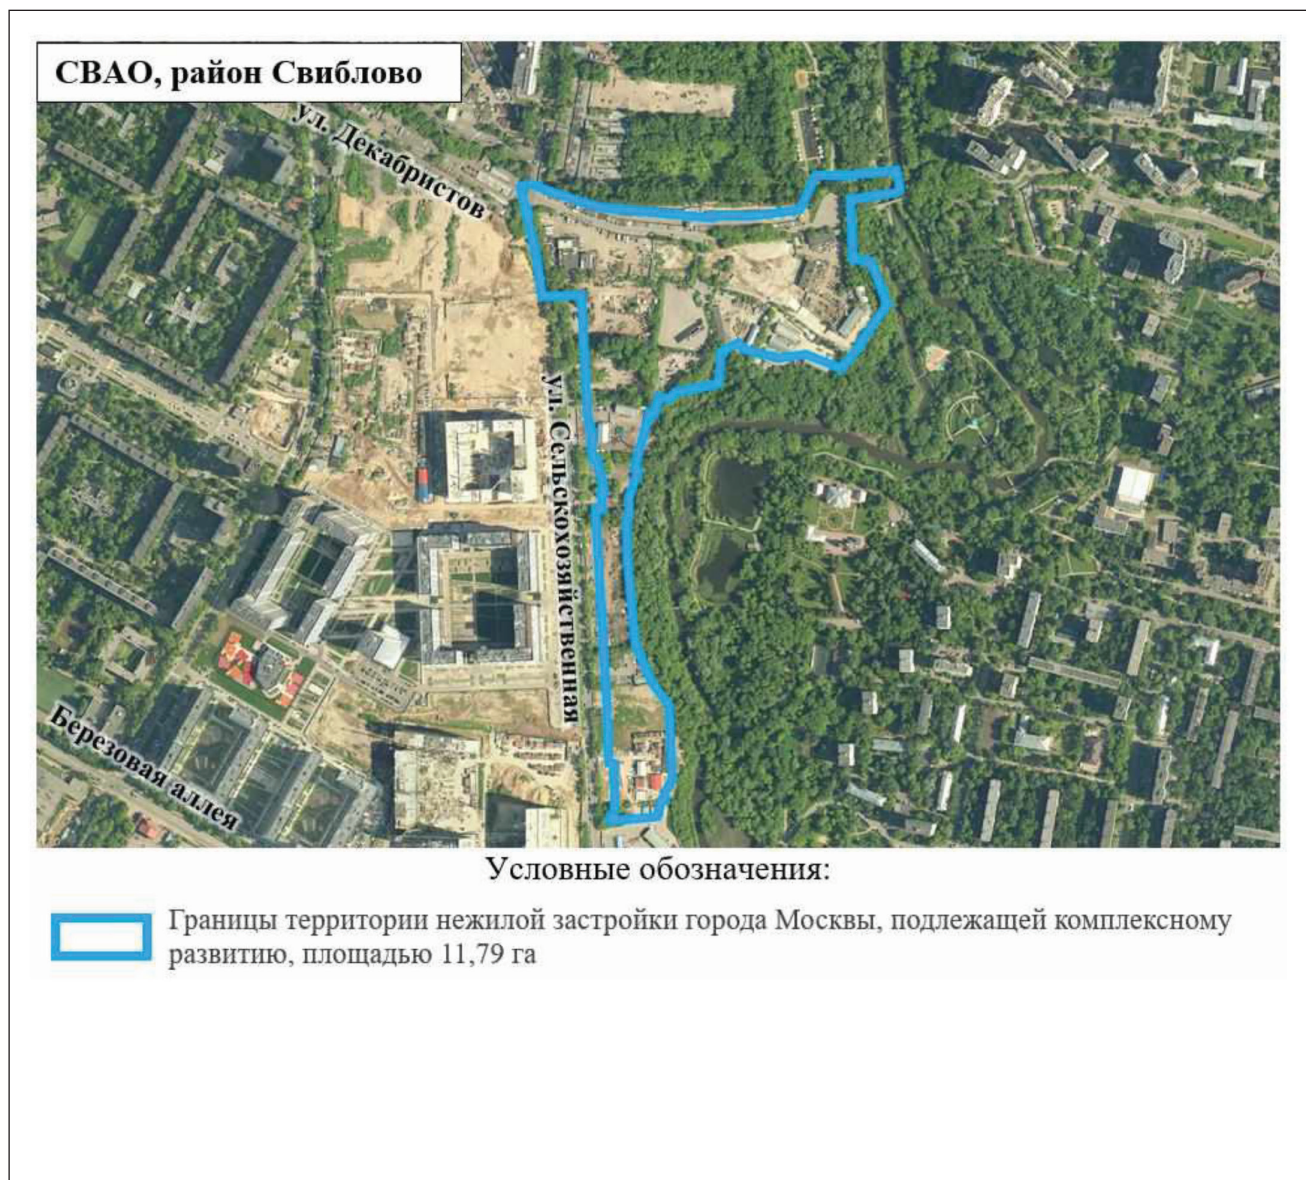 СВАО, район Свиблово
ул. Декабристов
ул. Сельскохозяйственная
Березовая аллея
Условные обозначения:
Границы территории нежилой застройки города Москвы, подлежащей комплексному
развитию, площадью 11,79 га